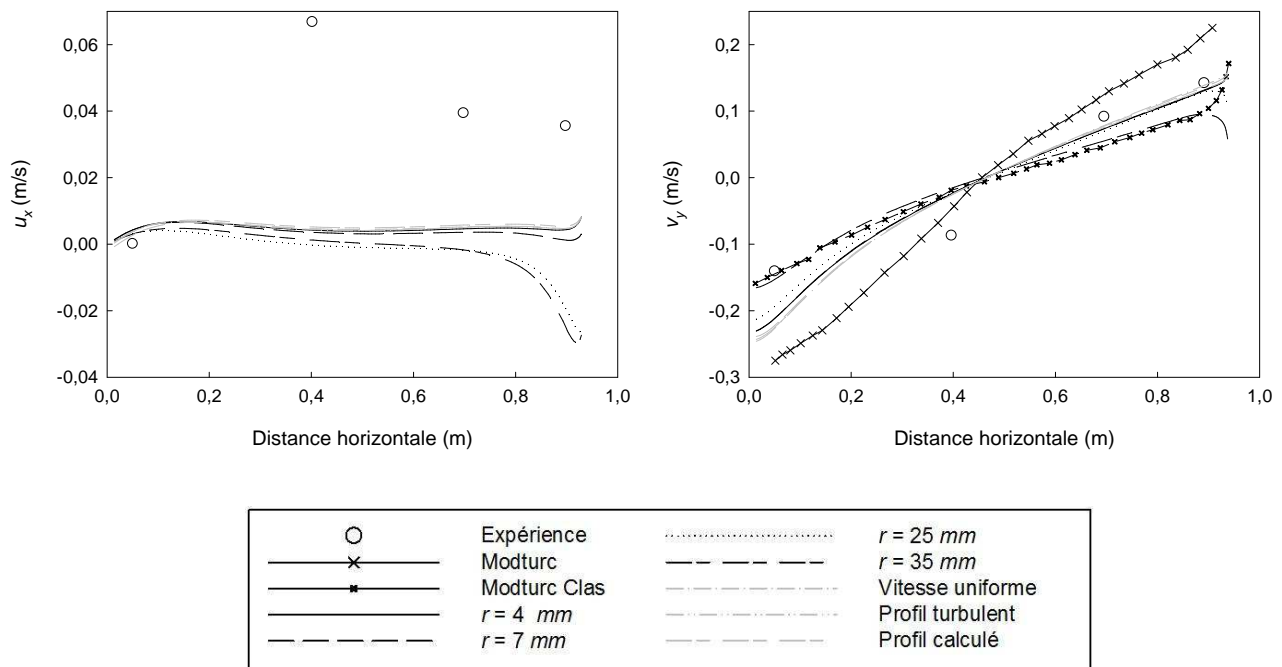 0,06
0,04
0,02
0,00
-0,02
-0,04
u_x (m/s)
0,0 0,2 0,4 0,6 0,8 1,0
Distance horizontale (m)
0,2
0,1
0,0
-0,1
-0,2
-0,3
v_y (m/s)
0,0 0,2 0,4 0,6 0,8 1,0
Distance horizontale (m)
Expérience
Modturc
Modturc Clas
r = 4 mm
r = 7 mm
r = 25 mm
r = 35 mm
Vitesse uniforme
Profil turbulent
Profil calculé